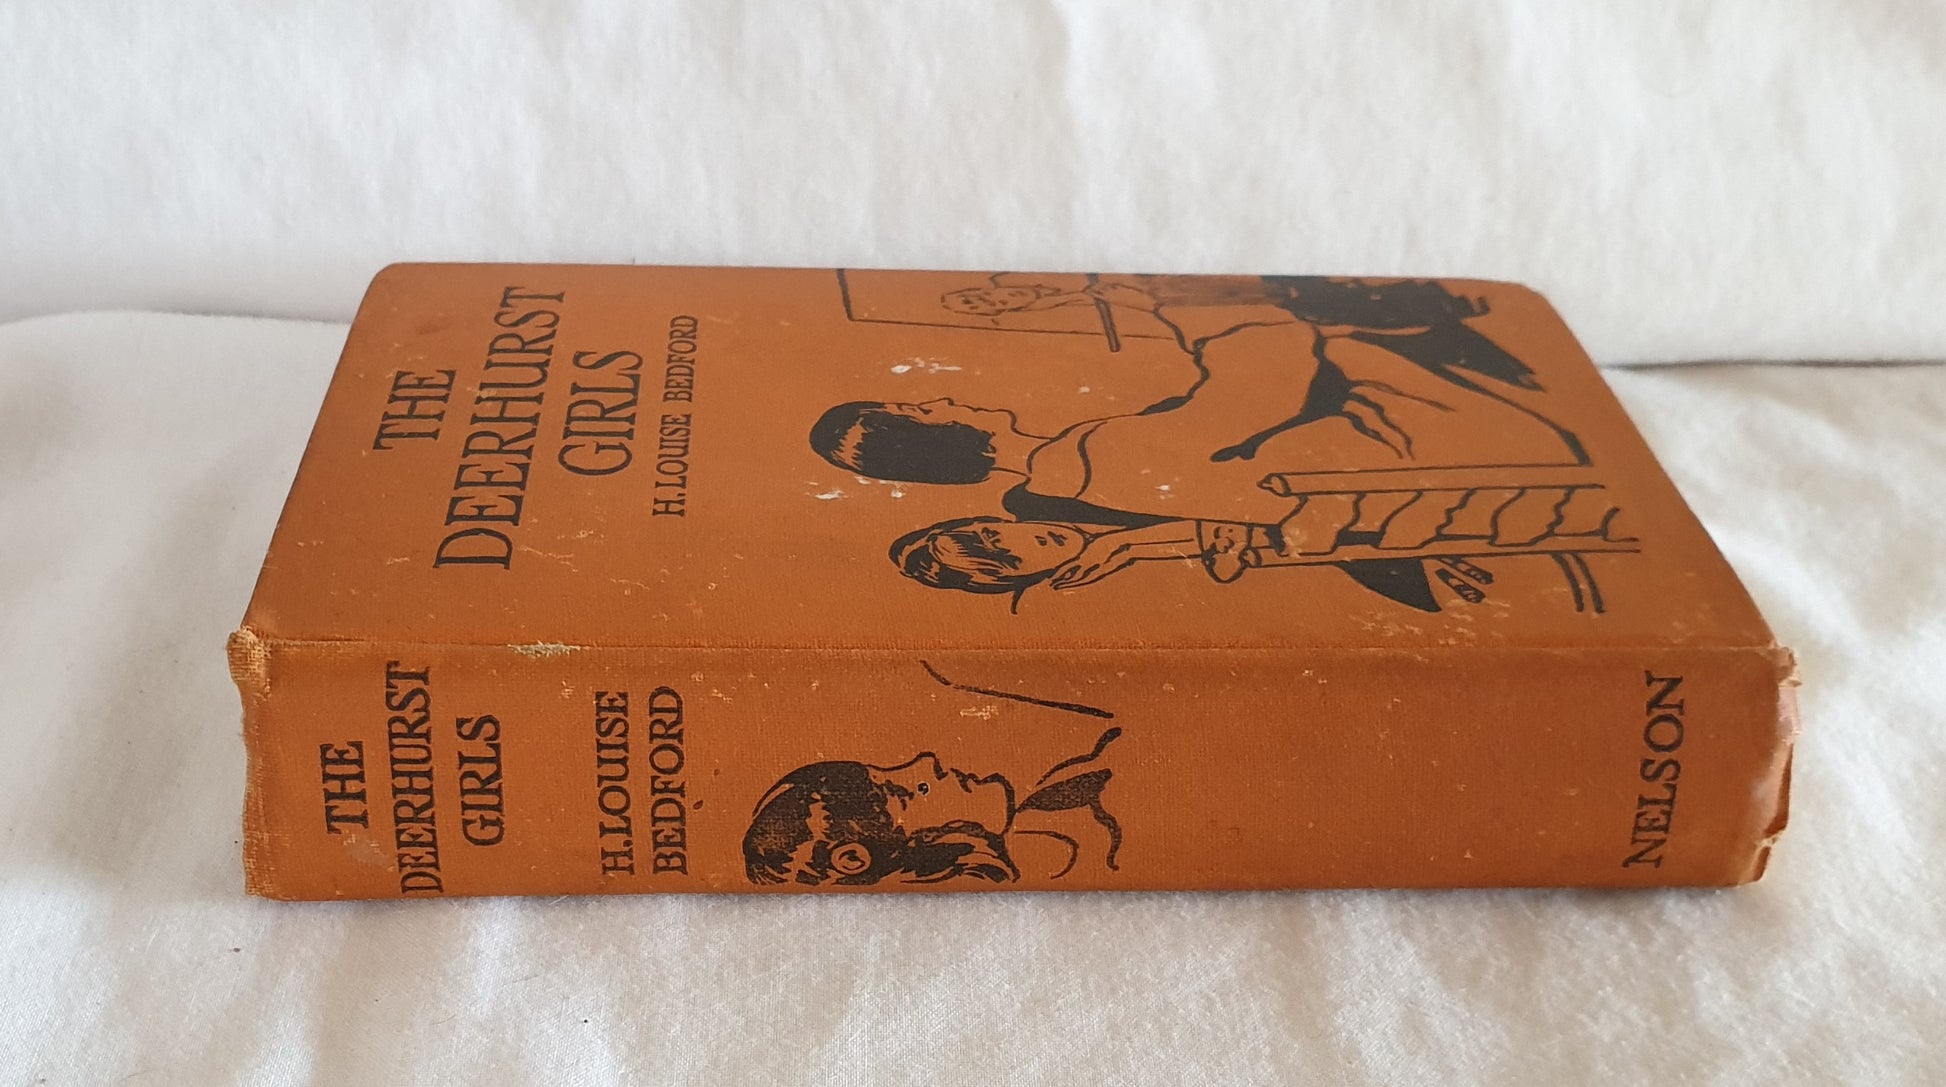 THE
DEERHURST
GIRLS
H. LOUISE BEDFORD
THE
DEERHURST
GIRLS
H. LOUISE
BEDFORD
NELSON